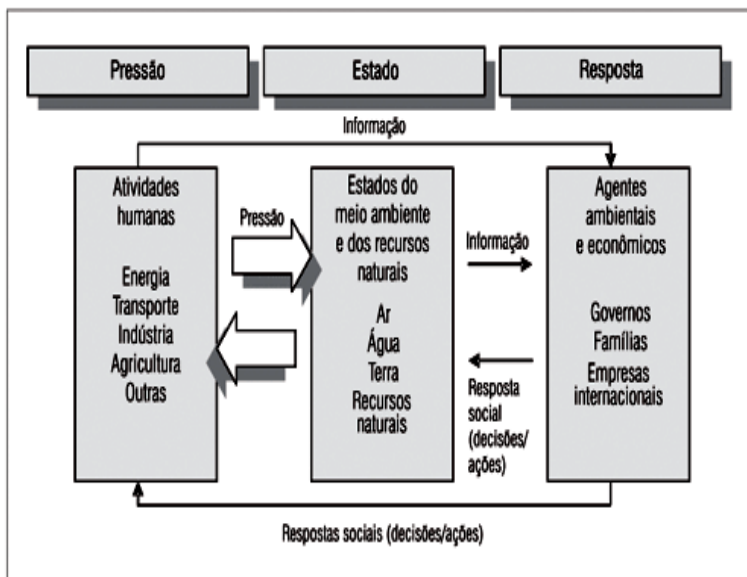 Pressão
Estado
Resposta
Informação
Atividades
humanas
Energia
Transporte
Indústria
Agricultura
Outras
Pressão
Estados do
meio ambiente
e dos recursos
naturais
Ar
Água
Terra
Recursos
naturais
Informação
Resposta
social
(decisões/
ações)
Agentes
ambientais
e econômicos
Governos
Famílias
Empresas
internacionais
Respostas sociais (decisões/ações)